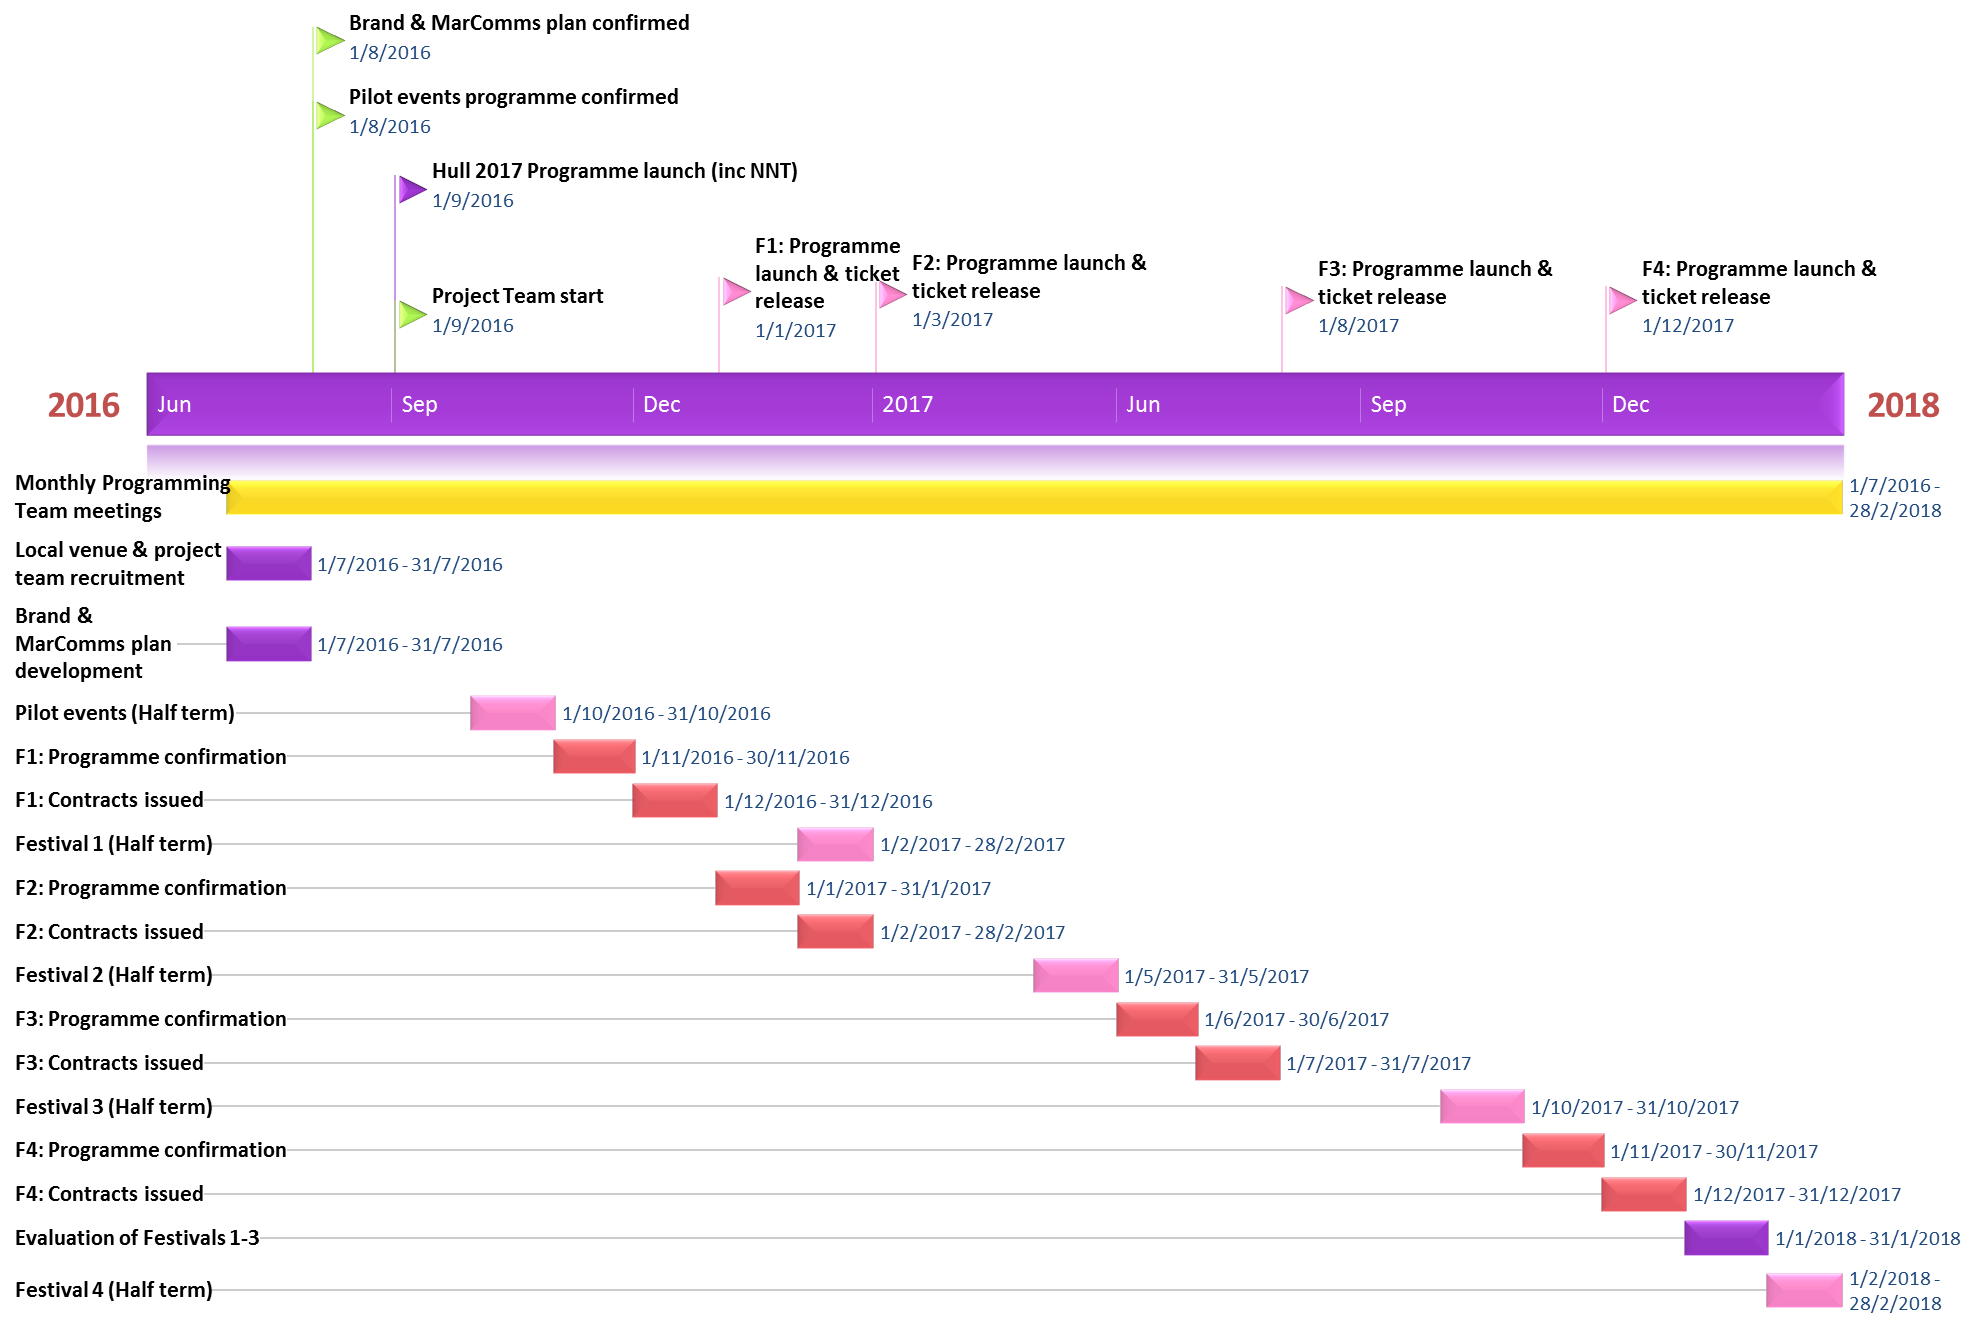 Brand & MarComms plan confirmed
1/8/2016
Pilot events programme confirmed
1/8/2016
Hull 2017 Programme launch (inc NNT)
1/9/2016
Project Team start
1/9/2016
F1: Programme
launch & ticket
release
1/1/2017
F2: Programme launch &
ticket release
1/3/2017
F3: Programme launch &
ticket release
1/8/2017
F4: Programme launch &
ticket release
1/12/2017
2016
Jun
Sep
Dec
2017
Jun
Sep
Dec
2018
Monthly Programming
Team meetings
1/7/2016 -
28/2/2018
Local venue & project
team recruitment
1/7/2016 - 31/7/2016
Brand &
MarComms plan
development
1/7/2016 - 31/7/2016
Pilot events (Half term)
1/10/2016 - 31/10/2016
F1: Programme confirmation
1/11/2016 - 30/11/2016
F1: Contracts issued
1/12/2016 - 31/12/2016
Festival 1 (Half term)
1/2/2017 - 28/2/2017
F2: Programme confirmation
1/1/2017 - 31/1/2017
F2: Contracts issued
1/2/2017 - 28/2/2017
Festival 2 (Half term)
1/5/2017 - 31/5/2017
F3: Programme confirmation
1/6/2017 - 30/6/2017
F3: Contracts issued
1/7/2017 - 31/7/2017
Festival 3 (Half term)
1/10/2017 - 31/10/2017
F4: Programme confirmation
1/11/2017 - 30/11/2017
F4: Contracts issued
1/12/2017 - 31/12/2017
Evaluation of Festivals 1-3
1/1/2018 - 31/1/2018
Festival 4 (Half term)
1/2/2018 -
28/2/2018